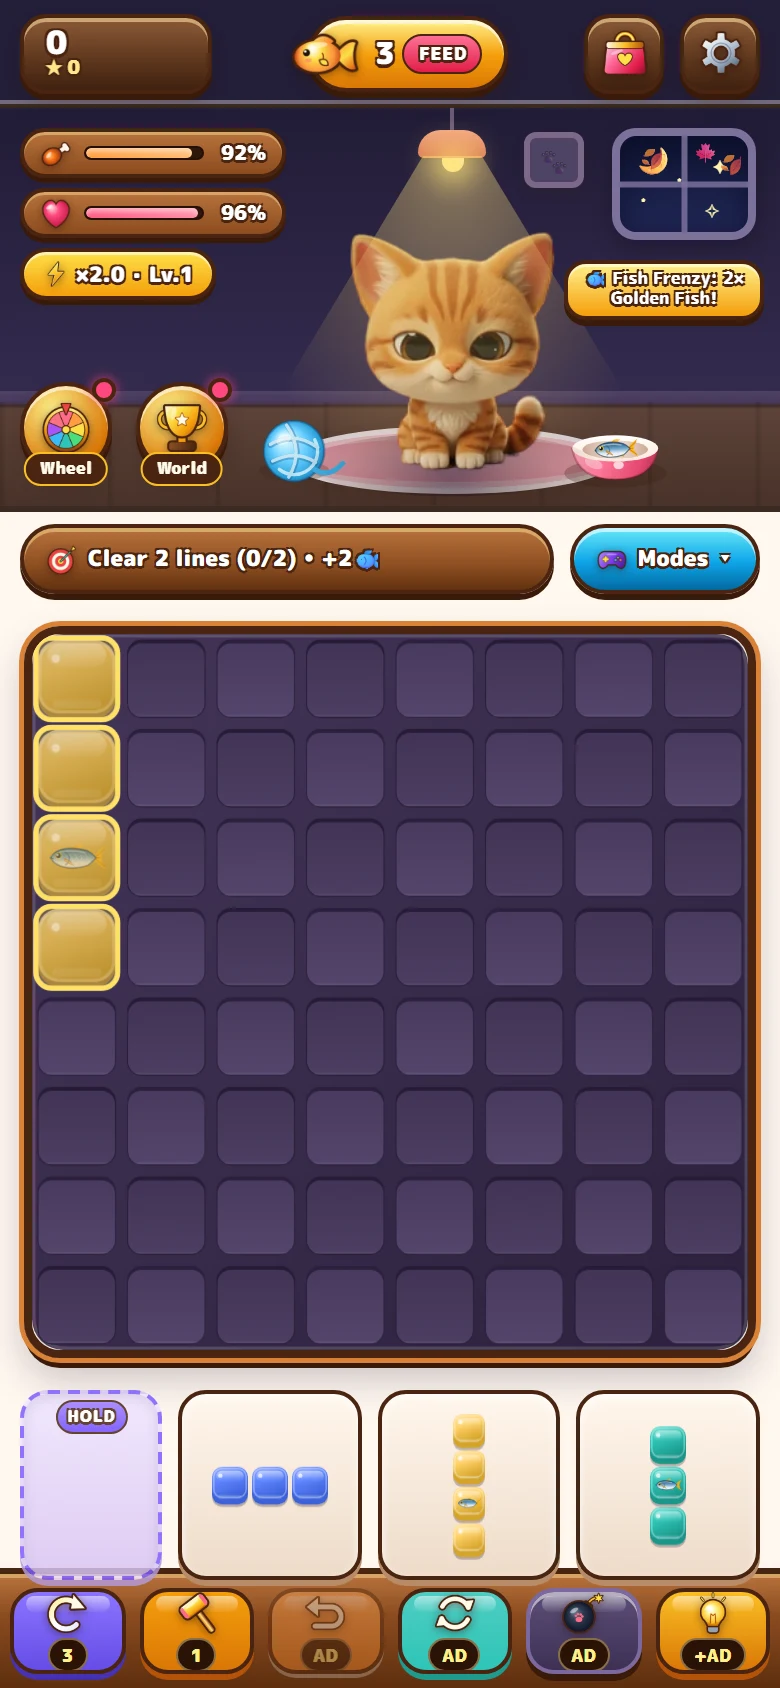 0
★ 0
3 FEED
92%
96%
×2.0 • Lv.1
Fish Frenzy: 2x
Golden Fish!
Wheel
World
Clear 2 lines (0/2) • +2
Modes
HOLD
3
1
AD
AD
AD
+AD